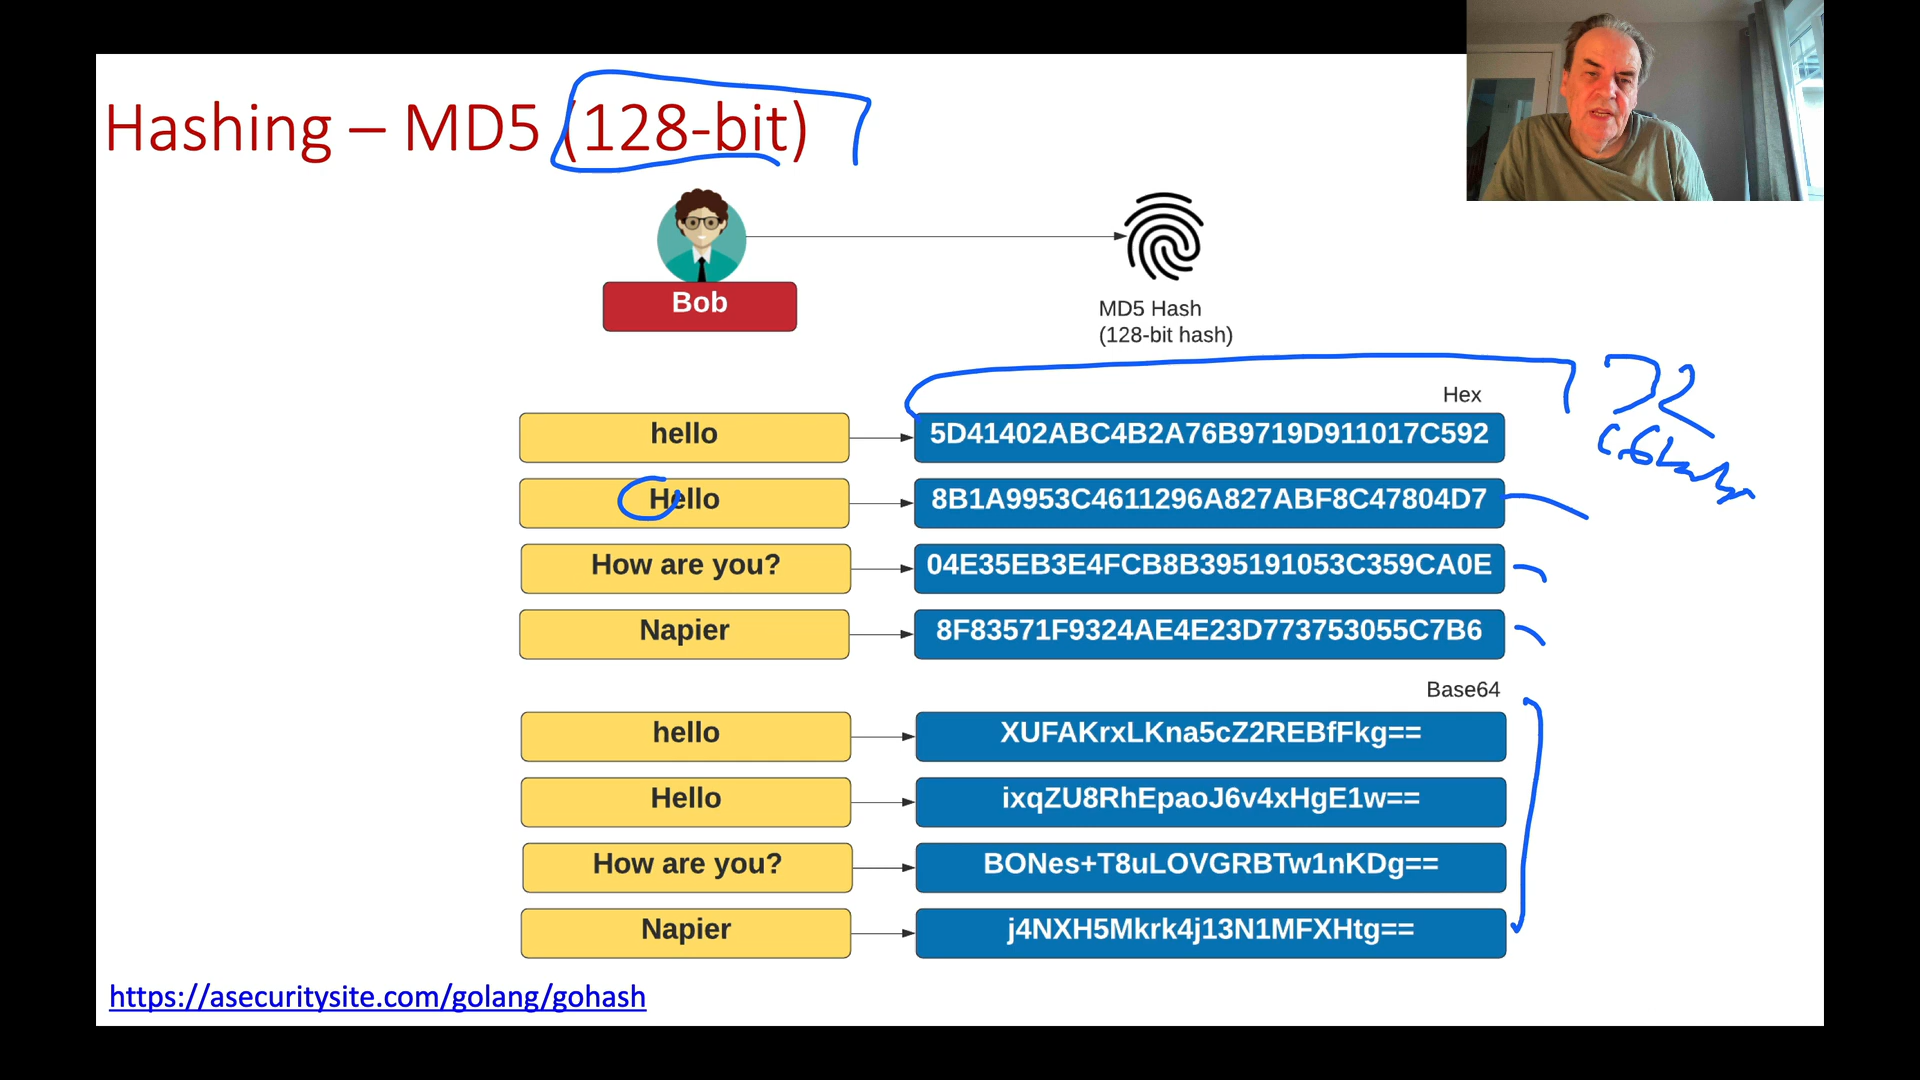 Hashing – MD5 (128-bit)
Bob
MD5 Hash
(128-bit hash)
32
Hex
hello
5D41402ABC4B2A76B9719D911017C592
Hello
8B1A9953C4611296A827ABF8C47804D7
How are you?
04E35EB3E4FCB8B395191053C359CA0E
Napier
8F83571F9324AE4E23D773753055C7B6
Base64
hello
XUFAKrxLKna5cZ2REBfFkg==
Hello
ixqZU8RhEpaoJ6v4xHgE1w==
How are you?
BONes+T8uLOVGRBTw1nKDg==
Napier
j4NXH5Mkrk4j13N1MFXHtg==
https://asecuritysite.com/golang/gohash